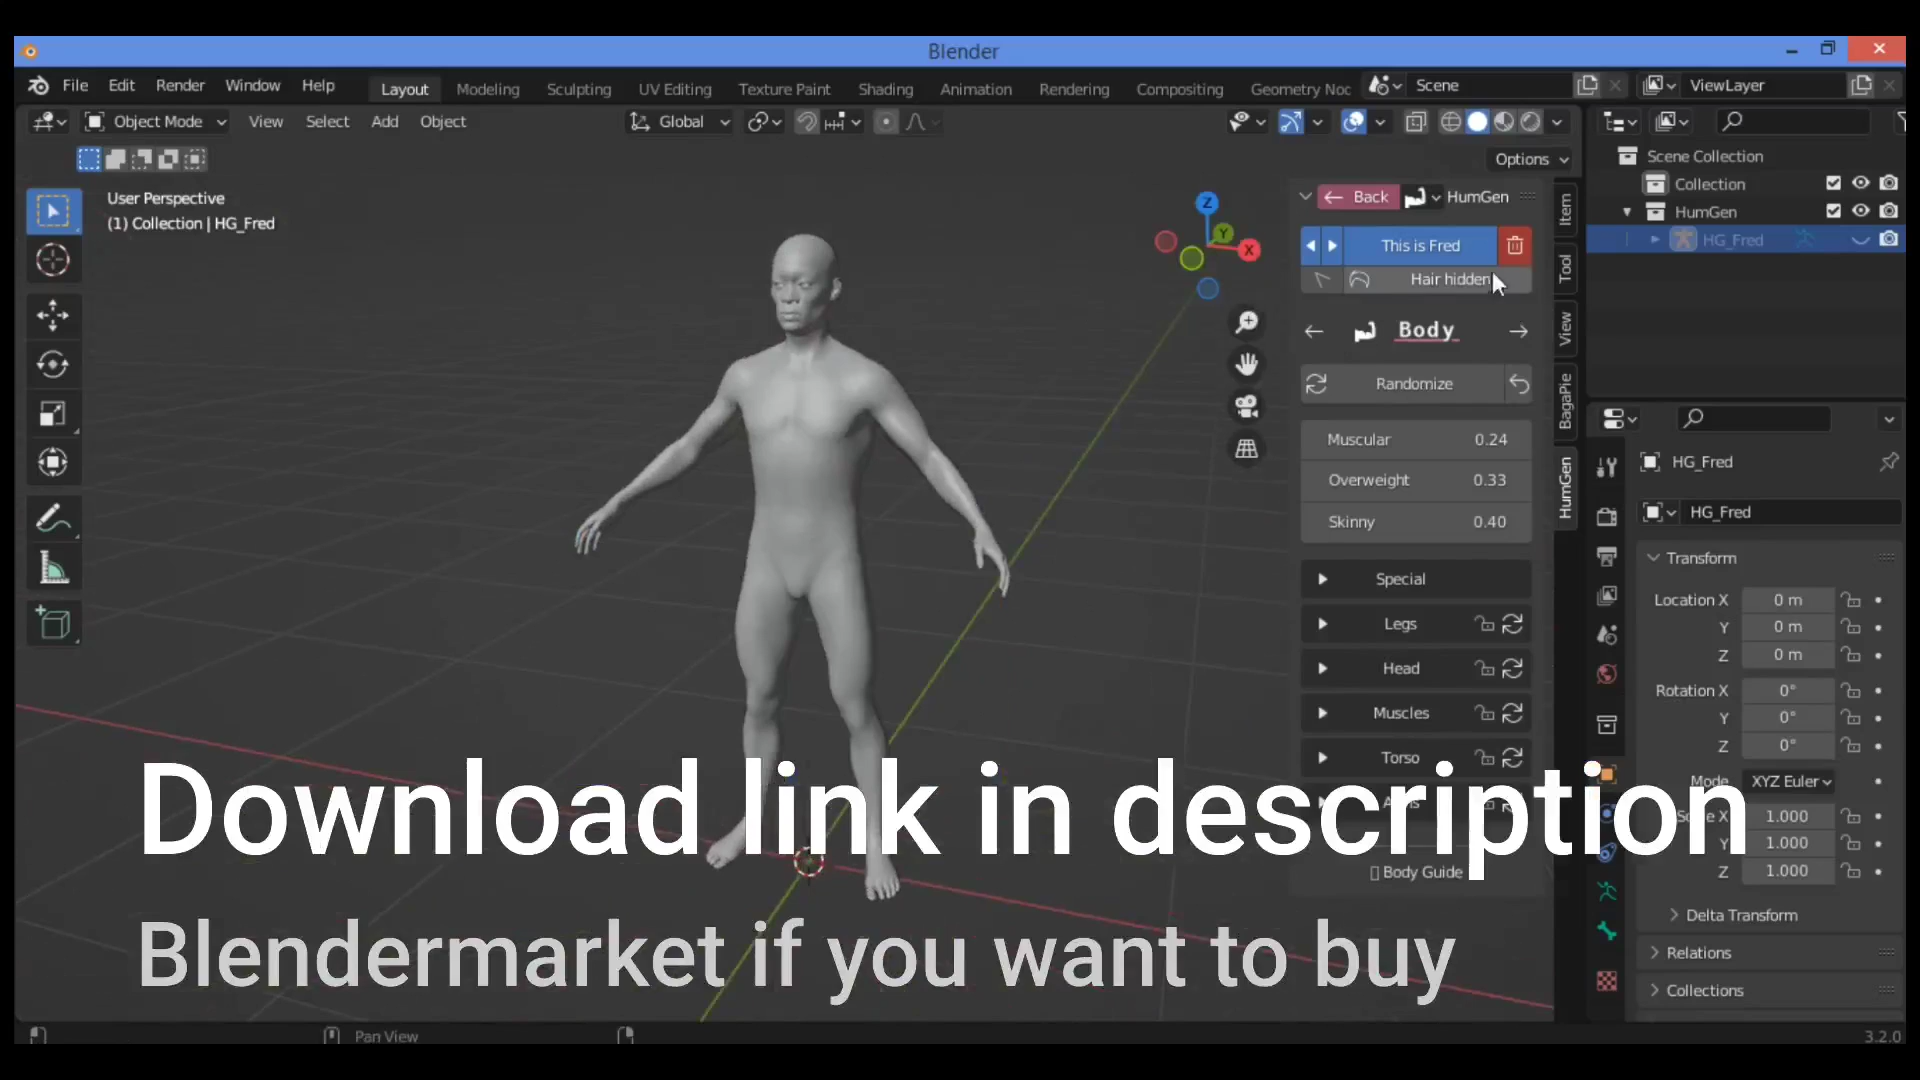 Blender
File Edit Render Window Help Layout Modeling Sculpting UV Editing Texture Paint Shading Animation Rendering Compositing Geometry Noc Scene ViewLayer
Object Mode View Select Add Object Global
Options
User Perspective
(1) Collection | HG_Fred
Z
Y
X
Back HumGen
This is Fred
Hair hidden
Body
Randomize
Muscular 0.24
Overweight 0.33
Skinny 0.40
Special
Legs
Head
Muscles
Torso
Body Guide
Item
Tool
View
BagaPie
HumGen
Scene Collection
Collection
HumGen
HG_Fred
HG_Fred
HG_Fred
Transform
Location X 0 m
Y 0 m
Z 0 m
Rotation X 0°
Y 0°
Z 0°
Mode XYZ Euler
Scale X 1.000
Y 1.000
Z 1.000
Delta Transform
Relations
Collections
Download link in description
Blendermarket if you want to buy
Pan View
3.2.0